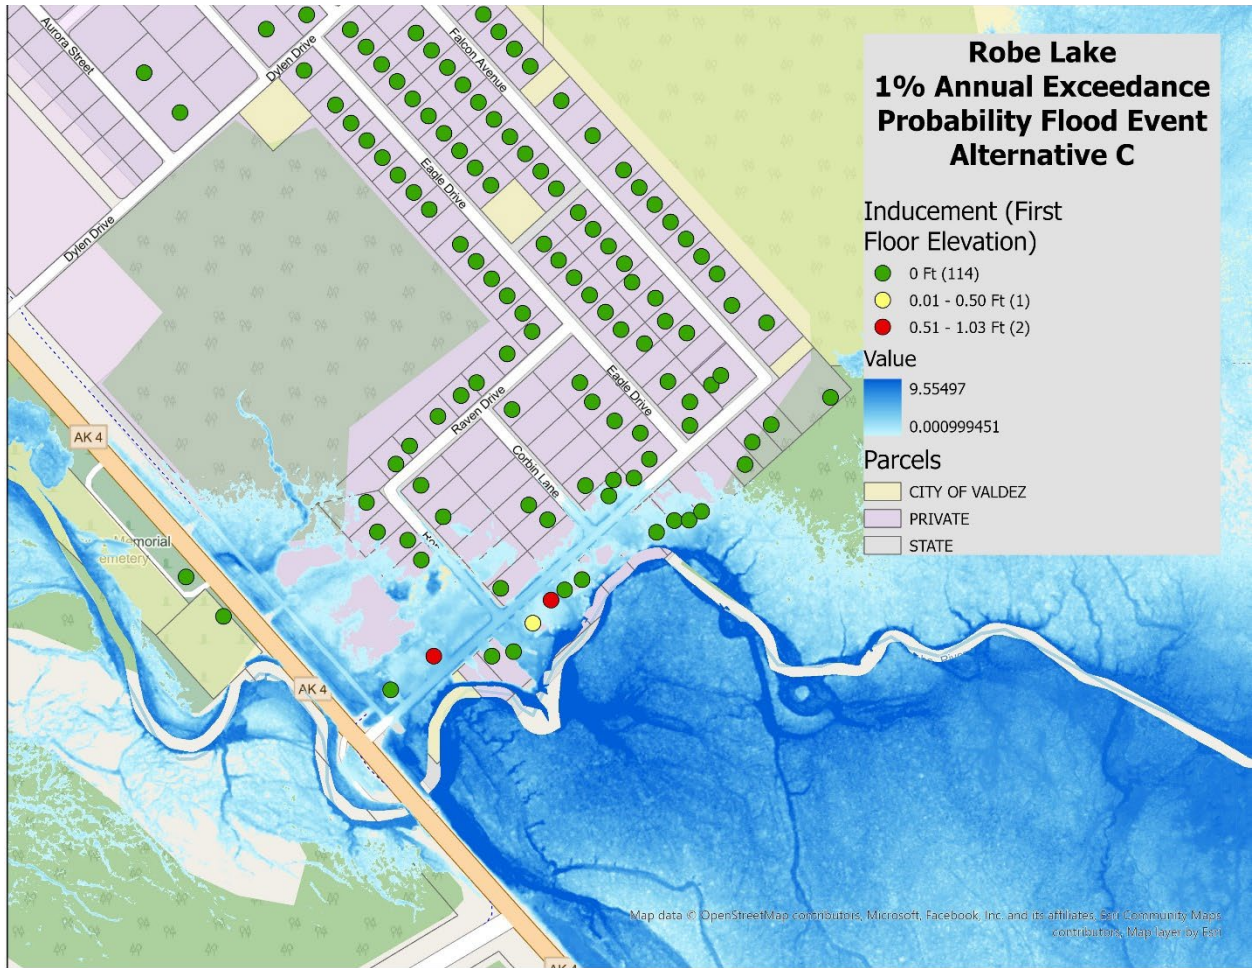 Robe Lake
1% Annual Exceedance
Probability Flood Event
Alternative C
Inducement (First
Floor Elevation)
0 Ft (114)
0.01 - 0.50 Ft (1)
0.51 - 1.03 Ft (2)
Value
9.55497
0.000999451
Parcels
CITY OF VALDEZ
PRIVATE
STATE
Aurora Street
Dylen Drive
Falcon Avenue
Eagle Drive
Dylen Drive
Eagle Drive
Raven Drive
Corbin Lane
AK 4
Memorial
emetery
AK 4
AK 4
Map data © OpenStreetMap contributors, Microsoft, Facebook, Inc. and its affiliates, Esri Community Maps
contributors, Map layer by Esri